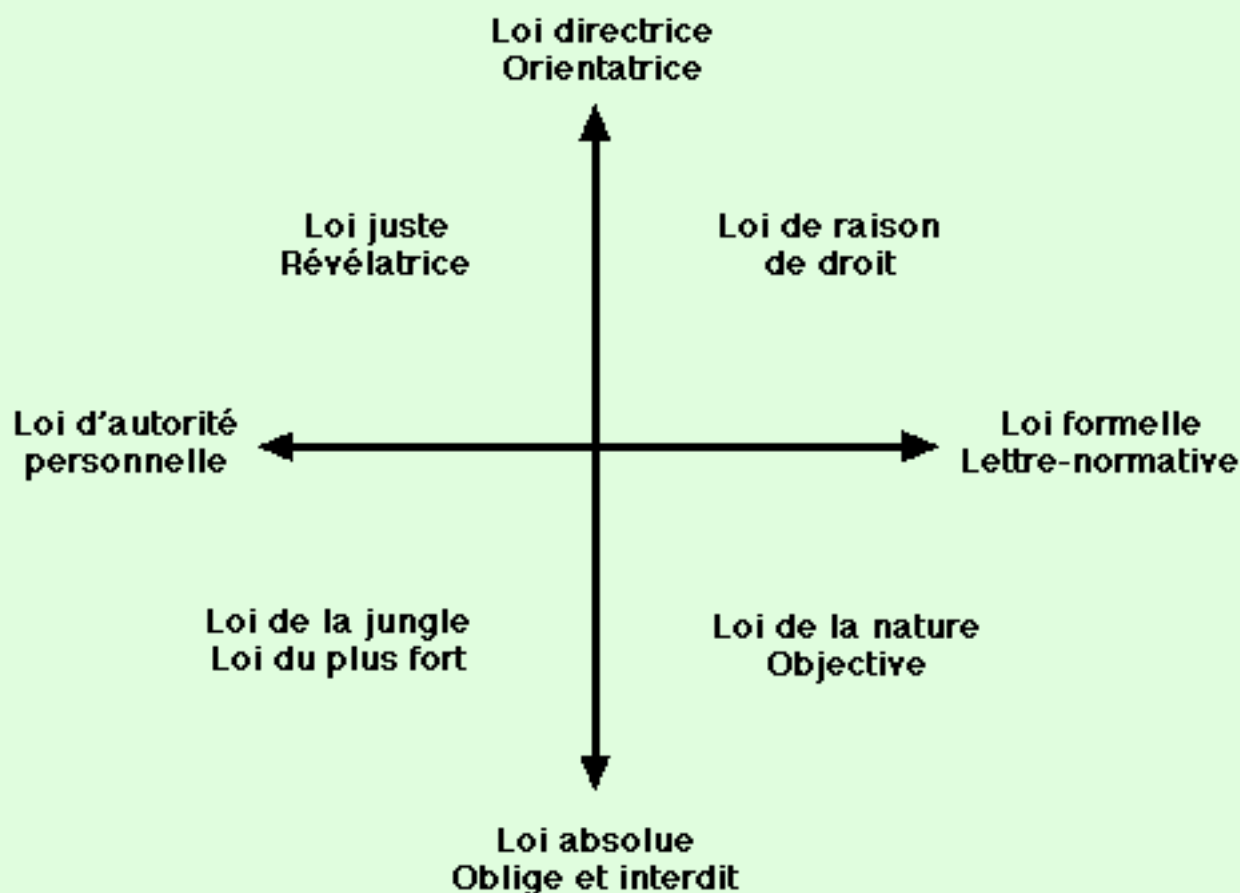 Loi directrice
Orientatrice
Loi juste
Révélatrice
Loi de raison
de droit
Loi d'autorité
personnelle
Loi formelle
Lettre-normative
Loi de la jungle
Loi du plus fort
Loi de la nature
Objective
Loi absolue
Oblige et interdit